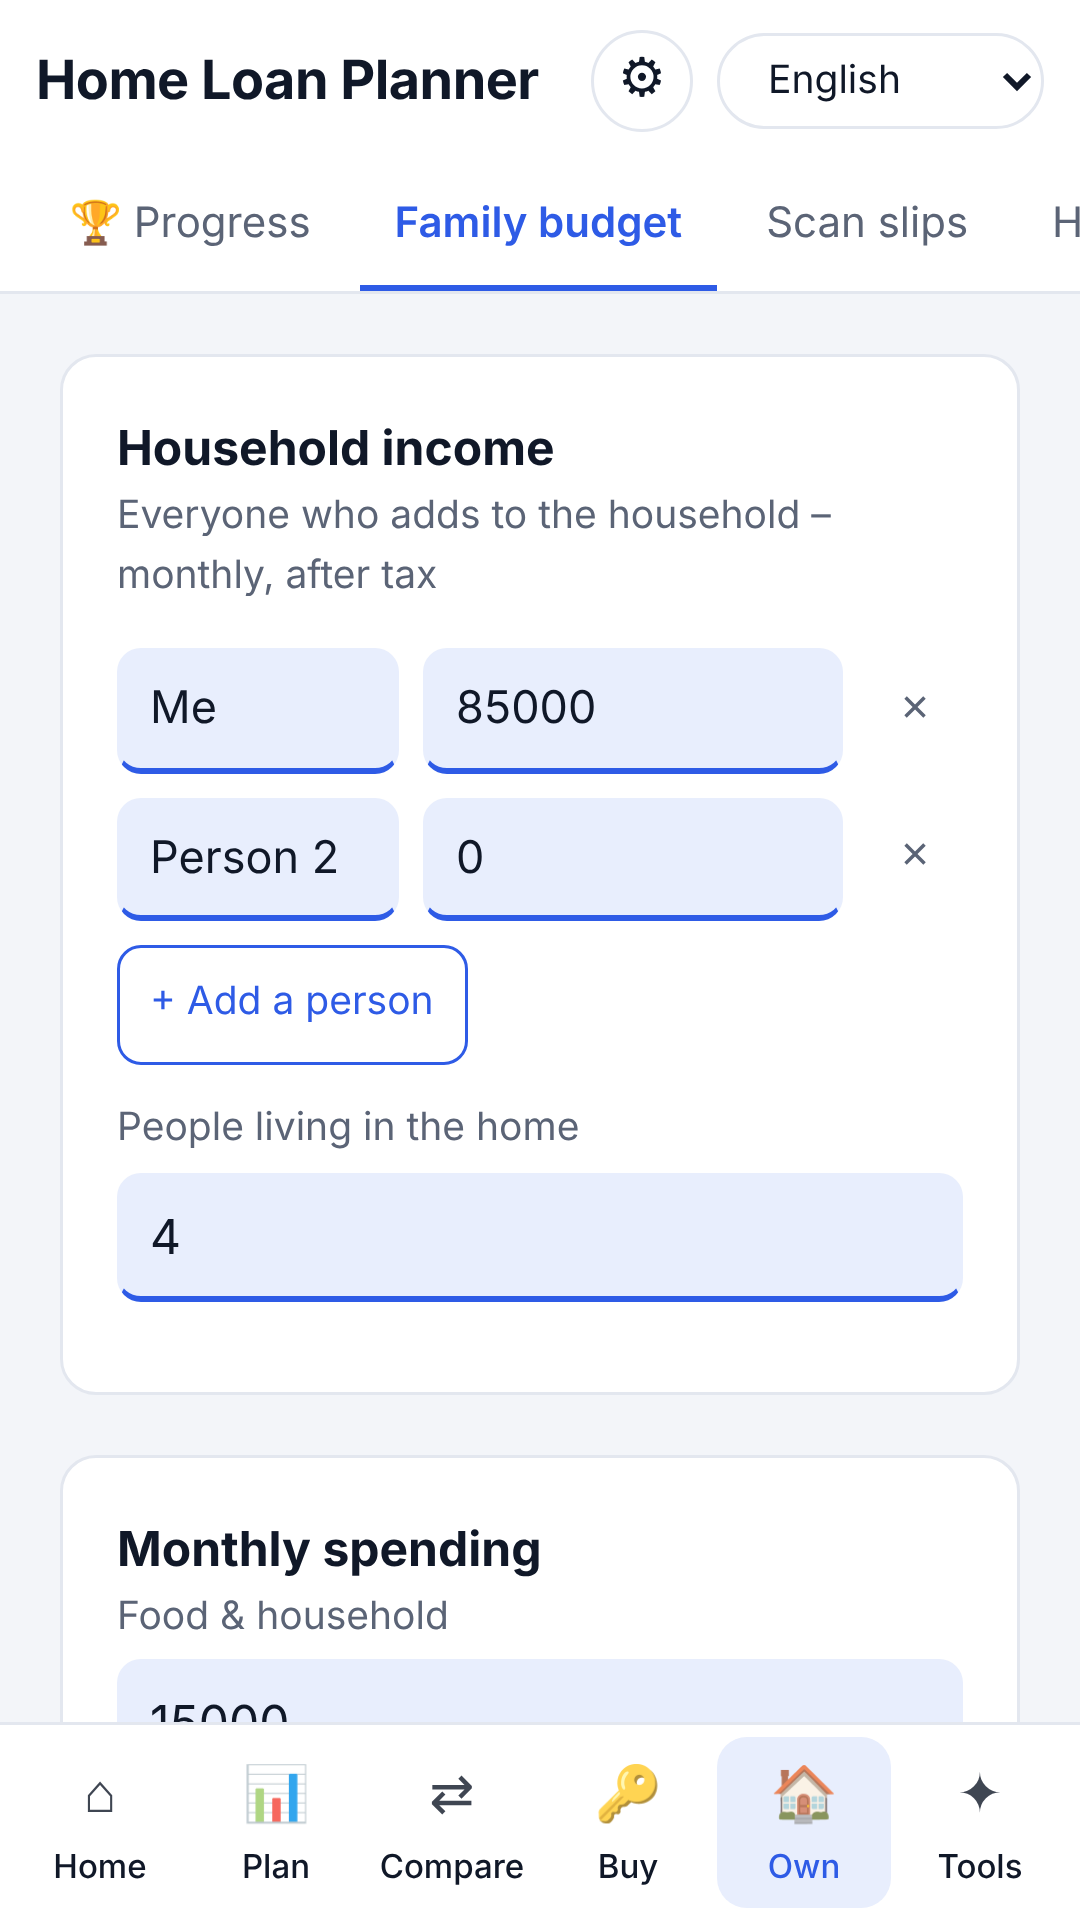 Home Loan Planner
English
Progress
Family budget
Scan slips
H
Household income
Everyone who adds to the household –
monthly, after tax
Me
85000
×
Person 2
0
×
+ Add a person
People living in the home
4
Monthly spending
Food & household
15000
Home
Plan
Compare
Buy
Own
Tools